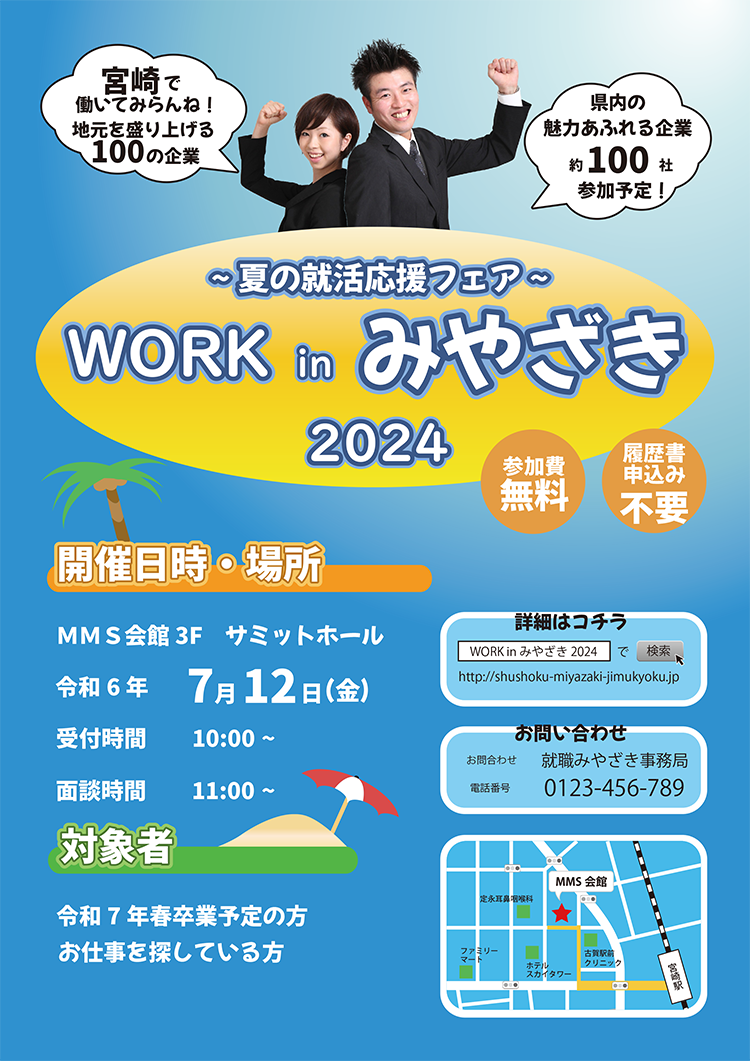 宮崎で
働いてみらんね！
地元を盛り上げる
100の企業
県内の
魅力あふれる企業
約100社
参加予定！
~夏の就活応援フェア~
WORK in みやざき
2024
参加費
無料
履歴書
申込み
不要
開催日時・場所
ＭＭＳ会館 3F　サミットホール
令和6年　7月12日(金)
受付時間　10:00 ~
面談時間　11:00 ~
対象者
令和7年春卒業予定の方
お仕事を探している方
詳細はコチラ
WORK in みやざき 2024 で 検索
http://shushoku-miyazaki-jimukyoku.jp
お問い合わせ
お問合わせ　就職みやざき事務局
電話番号　0123-456-789
MMS 会館
定永耳鼻咽喉科
ファミリー
マート
ホテル
スカイタワー
古賀駅前
クリニック
宮崎駅